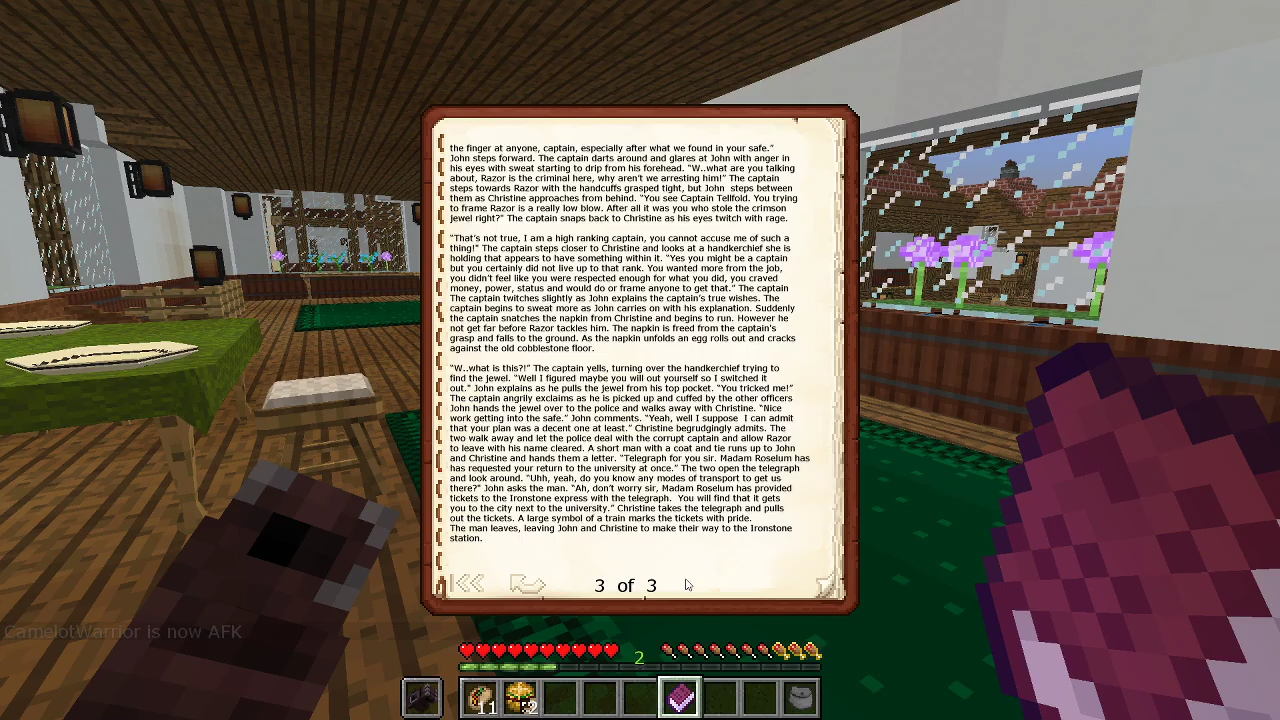 the finger at anyone, captain, especially after what we found in your safe.”
John steps forward. The captain darts around and glares at John with anger in
his eyes with sweat starting to drip from his forehead. “W..what are you talking
about, Razor is the criminal here, why aren’t we arresting him!” The captain
steps towards Razor with the handcuffs grasped tight, but John  steps between
them as Christine approaches from behind. “You see Captain Tellfold. You trying
to frame Razor is a really low blow. After all it was you who stole the crimson
jewel right?” The captain snaps back to Christine as his eyes twitch with rage.
“That’s not true, I am a high ranking captain, you cannot accuse me of such a
thing!” The captain steps closer to Christine and looks at a handkerchief she is
holding that appears to have something within it. “Yes you might be a captain
but you certainly did not live up to that rank. You wanted more from the job,
you didn’t feel like you were respected enough for what you did, you craved
money, power, status and would do or frame anyone to get that.” The captain
The captain twitches slightly as John explains the captain’s true wishes. The
captain begins to sweat more as John carries on with his explanation. Suddenly
the captain snatches the napkin from Christine and begins to run. However he
not get far before Razor tackles him. The napkin is freed from the captain’s
grasp and falls to the ground. As the napkin unfolds an egg rolls out and cracks
against the old cobblestone floor.
“W..what is this?!” The captain yells, turning over the handkerchief trying to
find the jewel. “Well I figured maybe you will out yourself so I switched it
out.” John explains as he pulls the jewel from his top pocket. “You tricked me!”
The captain angrily exclaims as he is picked up and cuffed by the other officers
John hands the jewel over to the police and walks away with Christine. “Nice
work getting into the safe.” John comments. “Yeah, well I suppose  I can admit
that your plan was a decent one at least.” Christine begrudgingly admits. The
two walk away and let the police deal with the corrupt captain and allow Razor
to leave with his name cleared. A short man with a coat and tie runs up to John
and Christine and hands them a letter. “Telegram for you sir. Madam Roselum has
has requested your return to the university at once.” The two open the telegraph
and look around. “Uhh, yeah, do you know any modes of transport to get us
there?” John asks the man. “Ah, don’t worry sir, Madam Roselum has provided
tickets to the Ironstone express with the telegraph.  You will find that it gets
you to the city next to the university.” Christine takes the telegraph and pulls
out the tickets. A large symbol of a train marks the tickets with pride.
The man leaves, leaving John and Christine to make their way to the Ironstone
station.
3 of 3
CamelotWarrior is now AFK
2
11
2